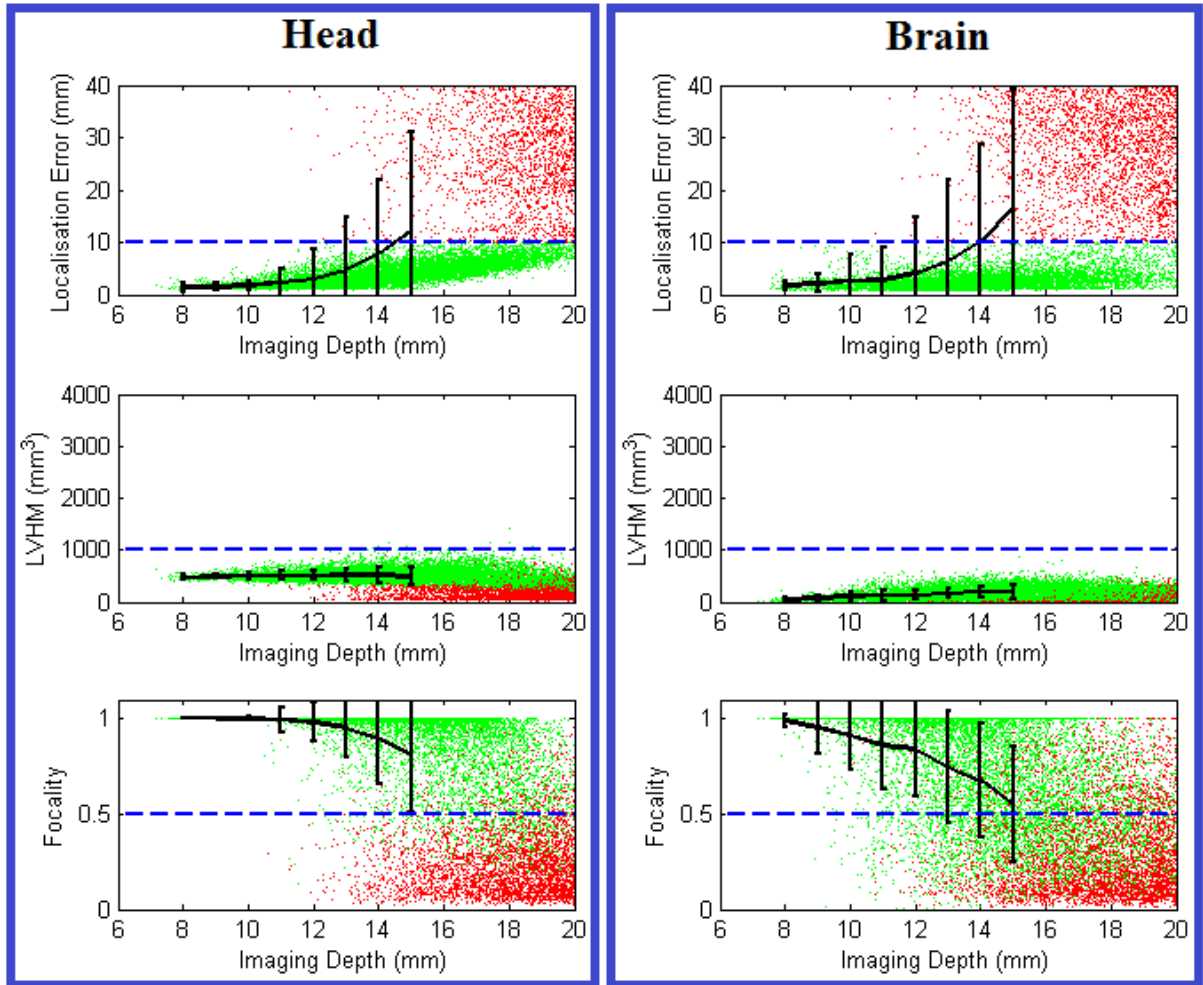 Head
40
30
20
10
0
Localisation Error (mm)
6 8 10 12 14 16 18 20
Imaging Depth (mm)
4000
3000
2000
1000
0
LVHM (mm³)
6 8 10 12 14 16 18 20
Imaging Depth (mm)
1
0.5
0
Focality
6 8 10 12 14 16 18 20
Imaging Depth (mm)
Brain
40
30
20
10
0
Localisation Error (mm)
6 8 10 12 14 16 18 20
Imaging Depth (mm)
4000
3000
2000
1000
0
LVHM (mm³)
6 8 10 12 14 16 18 20
Imaging Depth (mm)
1
0.5
0
Focality
6 8 10 12 14 16 18 20
Imaging Depth (mm)